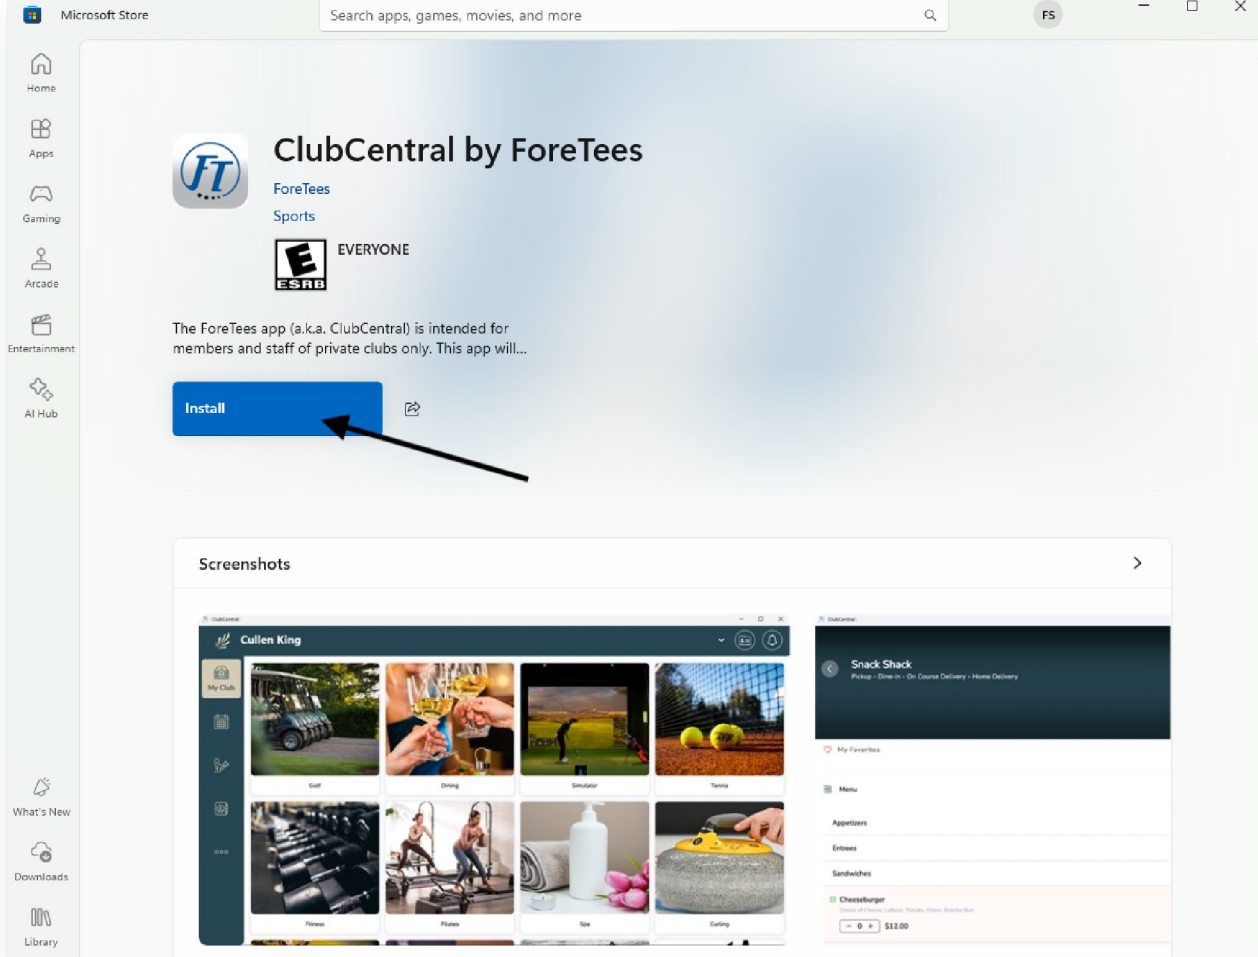 Microsoft Store
Search apps, games, movies, and more
FS
Home
Apps
Gaming
Arcade
Entertainment
AI Hub
What's New
Downloads
Library
FT
ClubCentral by ForeTees
ForeTees
Sports
E
ESRB
EVERYONE
The ForeTees app (a.k.a. ClubCentral) is intended for
members and staff of private clubs only. This app will...
Install
Screenshots
ClubCentral
Cullen King
My Club
Golf
Dining
Simulator
Tennis
Fitness
Pilates
Spa
Curling
ClubCentral
Snack Shack
Pickup - Dine-in - On Course Delivery - Home Delivery
My Favorites
Menu
Appetizers
Entrees
Sandwiches
Cheeseburger
- 0 + $12.00